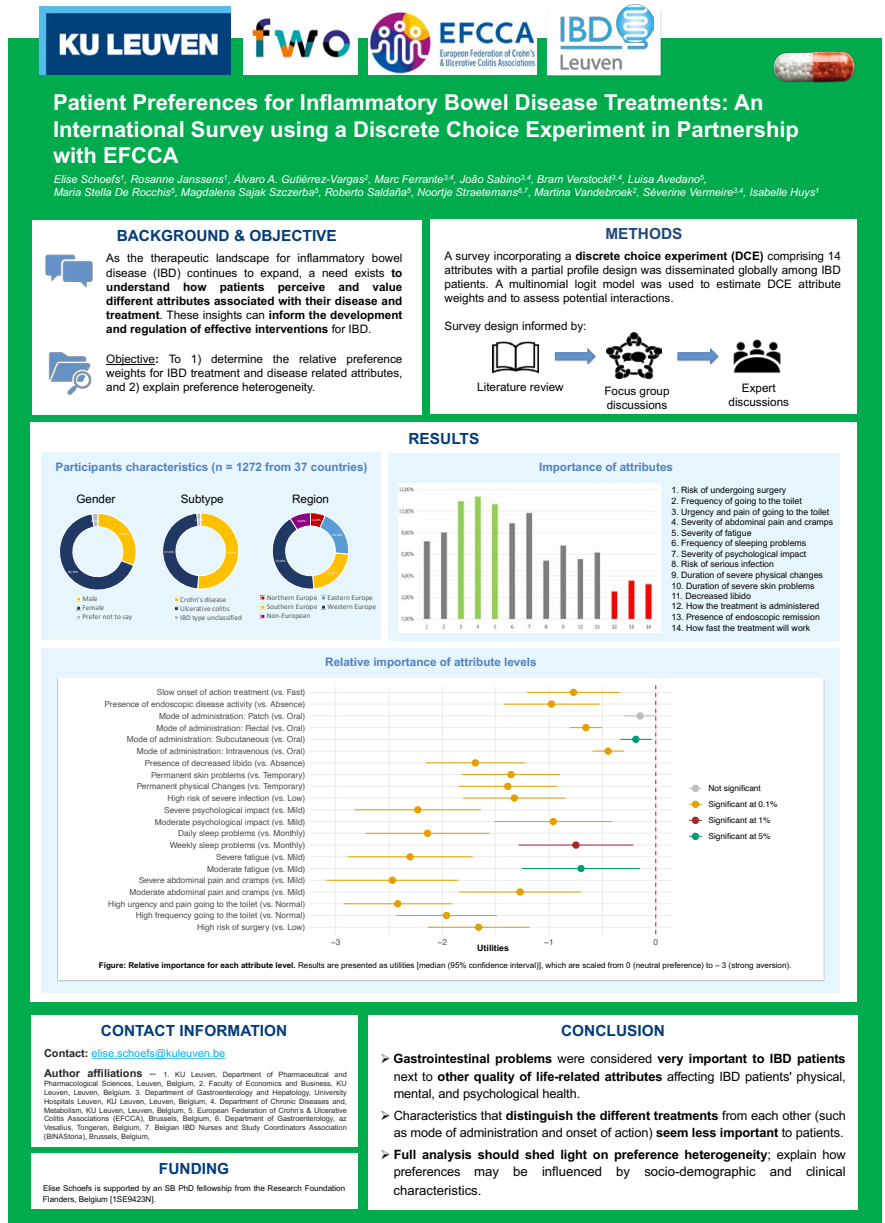 KU LEUVEN
fwo
EFCCA
European Federation of Crohn's
& Ulcerative Colitis Associations
IBD
Leuven
Patient Preferences for Inflammatory Bowel Disease Treatments: An
International Survey using a Discrete Choice Experiment in Partnership
with EFCCA
Elise Schoefs1, Rosanne Janssens1, Álvaro A. Gutiérrez-Vargas2, Marc Ferrante3,4, João Sabino3,4, Bram Verstockt3,4, Luisa Avedano5,
Maria Stella De Rocchis5, Magdalena Sajak Szczerba5, Roberto Saldaña5, Noortje Straetemans6,7, Martina Vandebroek2, Séverine Vermeire3,4, Isabelle Huys1
BACKGROUND & OBJECTIVE
As the therapeutic landscape for inflammatory bowel
disease (IBD) continues to expand, a need exists to
understand how patients perceive and value
different attributes associated with their disease and
treatment. These insights can inform the development
and regulation of effective interventions for IBD.
Objective: To 1) determine the relative preference
weights for IBD treatment and disease related attributes,
and 2) explain preference heterogeneity.
METHODS
A survey incorporating a discrete choice experiment (DCE) comprising 14
attributes with a partial profile design was disseminated globally among IBD
patients. A multinomial logit model was used to estimate DCE attribute
weights and to assess potential interactions.
Survey design informed by:
Literature review
Focus group
discussions
Expert
discussions
RESULTS
Participants characteristics (n = 1272 from 37 countries)
Gender
Subtype
Region
Male
Female
Prefer not to say
Crohn's disease
Ulcerative colitis
IBD type unclassified
Northern Europe
Eastern Europe
Southern Europe
Western Europe
Non-European
Importance of attributes
12,00%
10,00%
8,00%
6,00%
4,00%
2,00%
0,00%
1 2 3 4 5 6 7 8 9 10 11 12 13 14
1. Risk of undergoing surgery
2. Frequency of going to the toilet
3. Urgency and pain of going to the toilet
4. Severity of abdominal pain and cramps
5. Severity of fatigue
6. Frequency of sleeping problems
7. Severity of psychological impact
8. Risk of serious infection
9. Duration of severe physical changes
10. Duration of severe skin problems
11. Decreased libido
12. How the treatment is administered
13. Presence of endoscopic remission
14. How fast the treatment will work
Relative importance of attribute levels
Slow onset of action treatment (vs. Fast)
Presence of endoscopic disease activity (vs. Absence)
Mode of administration: Patch (vs. Oral)
Mode of administration: Rectal (vs. Oral)
Mode of administration: Subcutaneous (vs. Oral)
Mode of administration: Intravenous (vs. Oral)
Presence of decreased libido (vs. Absence)
Permanent skin problems (vs. Temporary)
Permanent physical Changes (vs. Temporary)
High risk of severe infection (vs. Low)
Severe psychological impact (vs. Mild)
Moderate psychological impact (vs. Mild)
Daily sleep problems (vs. Monthly)
Weekly sleep problems (vs. Monthly)
Severe fatigue (vs. Mild)
Moderate fatigue (vs. Mild)
Severe abdominal pain and cramps (vs. Mild)
Moderate abdominal pain and cramps (vs. Mild)
High urgency and pain going to the toilet (vs. Normal)
High frequency going to the toilet (vs. Normal)
High risk of surgery (vs. Low)
−3 −2 −1 0
Utilities
Not significant
Significant at 0.1%
Significant at 1%
Significant at 5%
Figure: Relative importance for each attribute level. Results are presented as utilities [median (95% confidence interval)], which are scaled from 0 (neutral preference) to – 3 (strong aversion).
CONTACT INFORMATION
Contact: elise.schoefs@kuleuven.be
Author affiliations – 1. KU Leuven, Department of Pharmaceutical and
Pharmacological Sciences, Leuven, Belgium, 2. Faculty of Economics and Business, KU
Leuven, Leuven, Belgium. 3. Department of Gastroenterology and Hepatology, University
Hospitals Leuven, KU Leuven, Leuven, Belgium, 4. Department of Chronic Diseases and,
Metabolism, KU Leuven, Leuven, Belgium, 5. European Federation of Crohn's & Ulcerative
Colitis Associations (EFCCA), Brussels, Belgium, 6. Department of Gastroenterology, az
Vesalius, Tongeren, Belgium, 7. Belgian IBD Nurses and Study Coordinators Association
(BINAStoria), Brussels, Belgium,
FUNDING
Elise Schoefs is supported by an SB PhD fellowship from the Research Foundation
Flanders, Belgium [1SE9423N].
CONCLUSION
➢ Gastrointestinal problems were considered very important to IBD patients
next to other quality of life-related attributes affecting IBD patients' physical,
mental, and psychological health.
➢ Characteristics that distinguish the different treatments from each other (such
as mode of administration and onset of action) seem less important to patients.
➢ Full analysis should shed light on preference heterogeneity; explain how
preferences may be influenced by socio-demographic and clinical
characteristics.